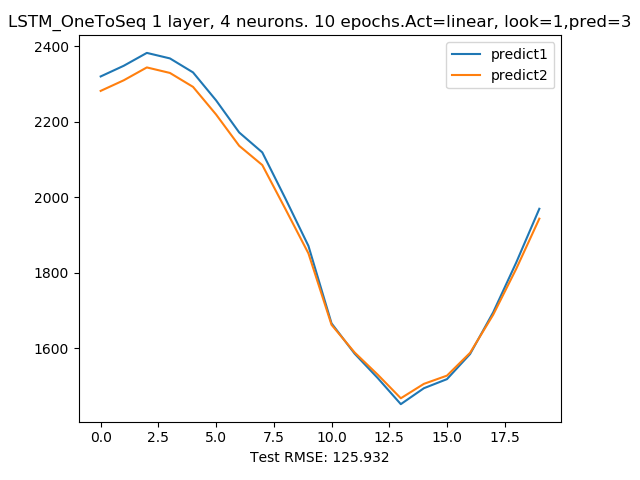 LSTM_OneToSeq 1 layer, 4 neurons. 10 epochs.Act=linear, look=1,pred=3
predict1
predict2
2400
2200
2000
1800
1600
0.0 2.5 5.0 7.5 10.0 12.5 15.0 17.5
Test RMSE: 125.932